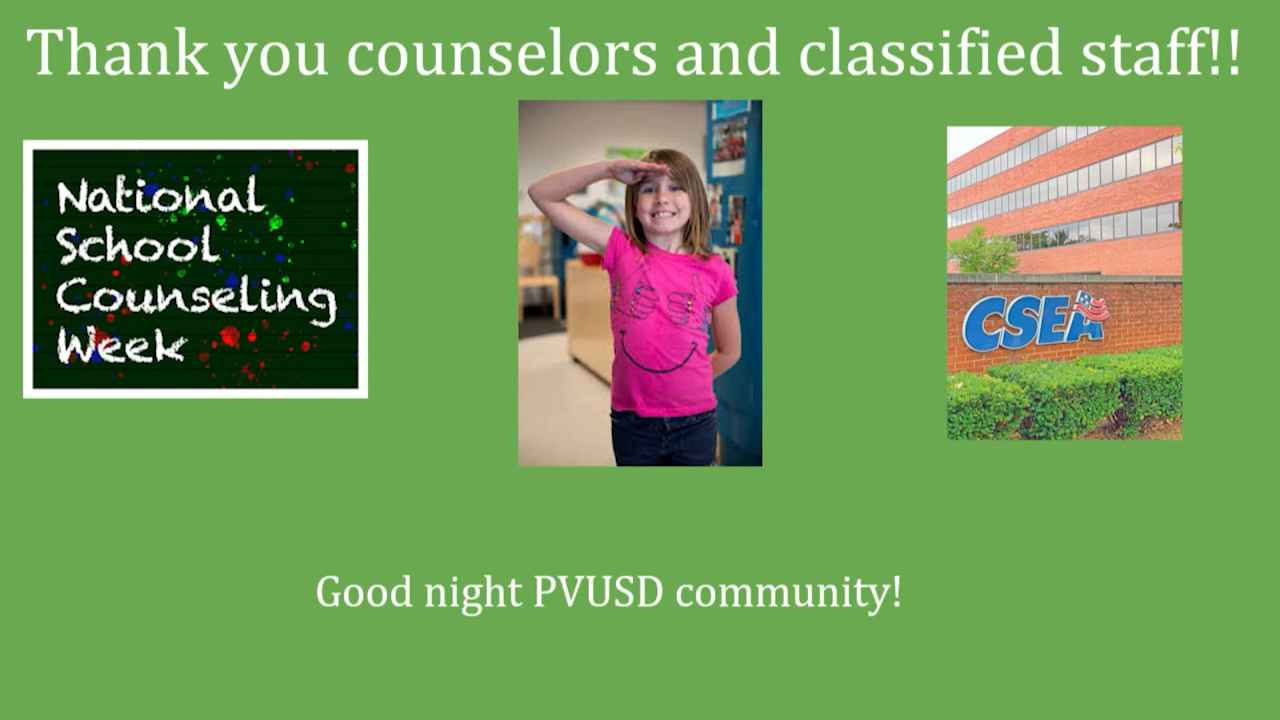 Thank you counselors and classified staff!!
National
School
Counseling
Week
CSEA
Good night PVUSD community!